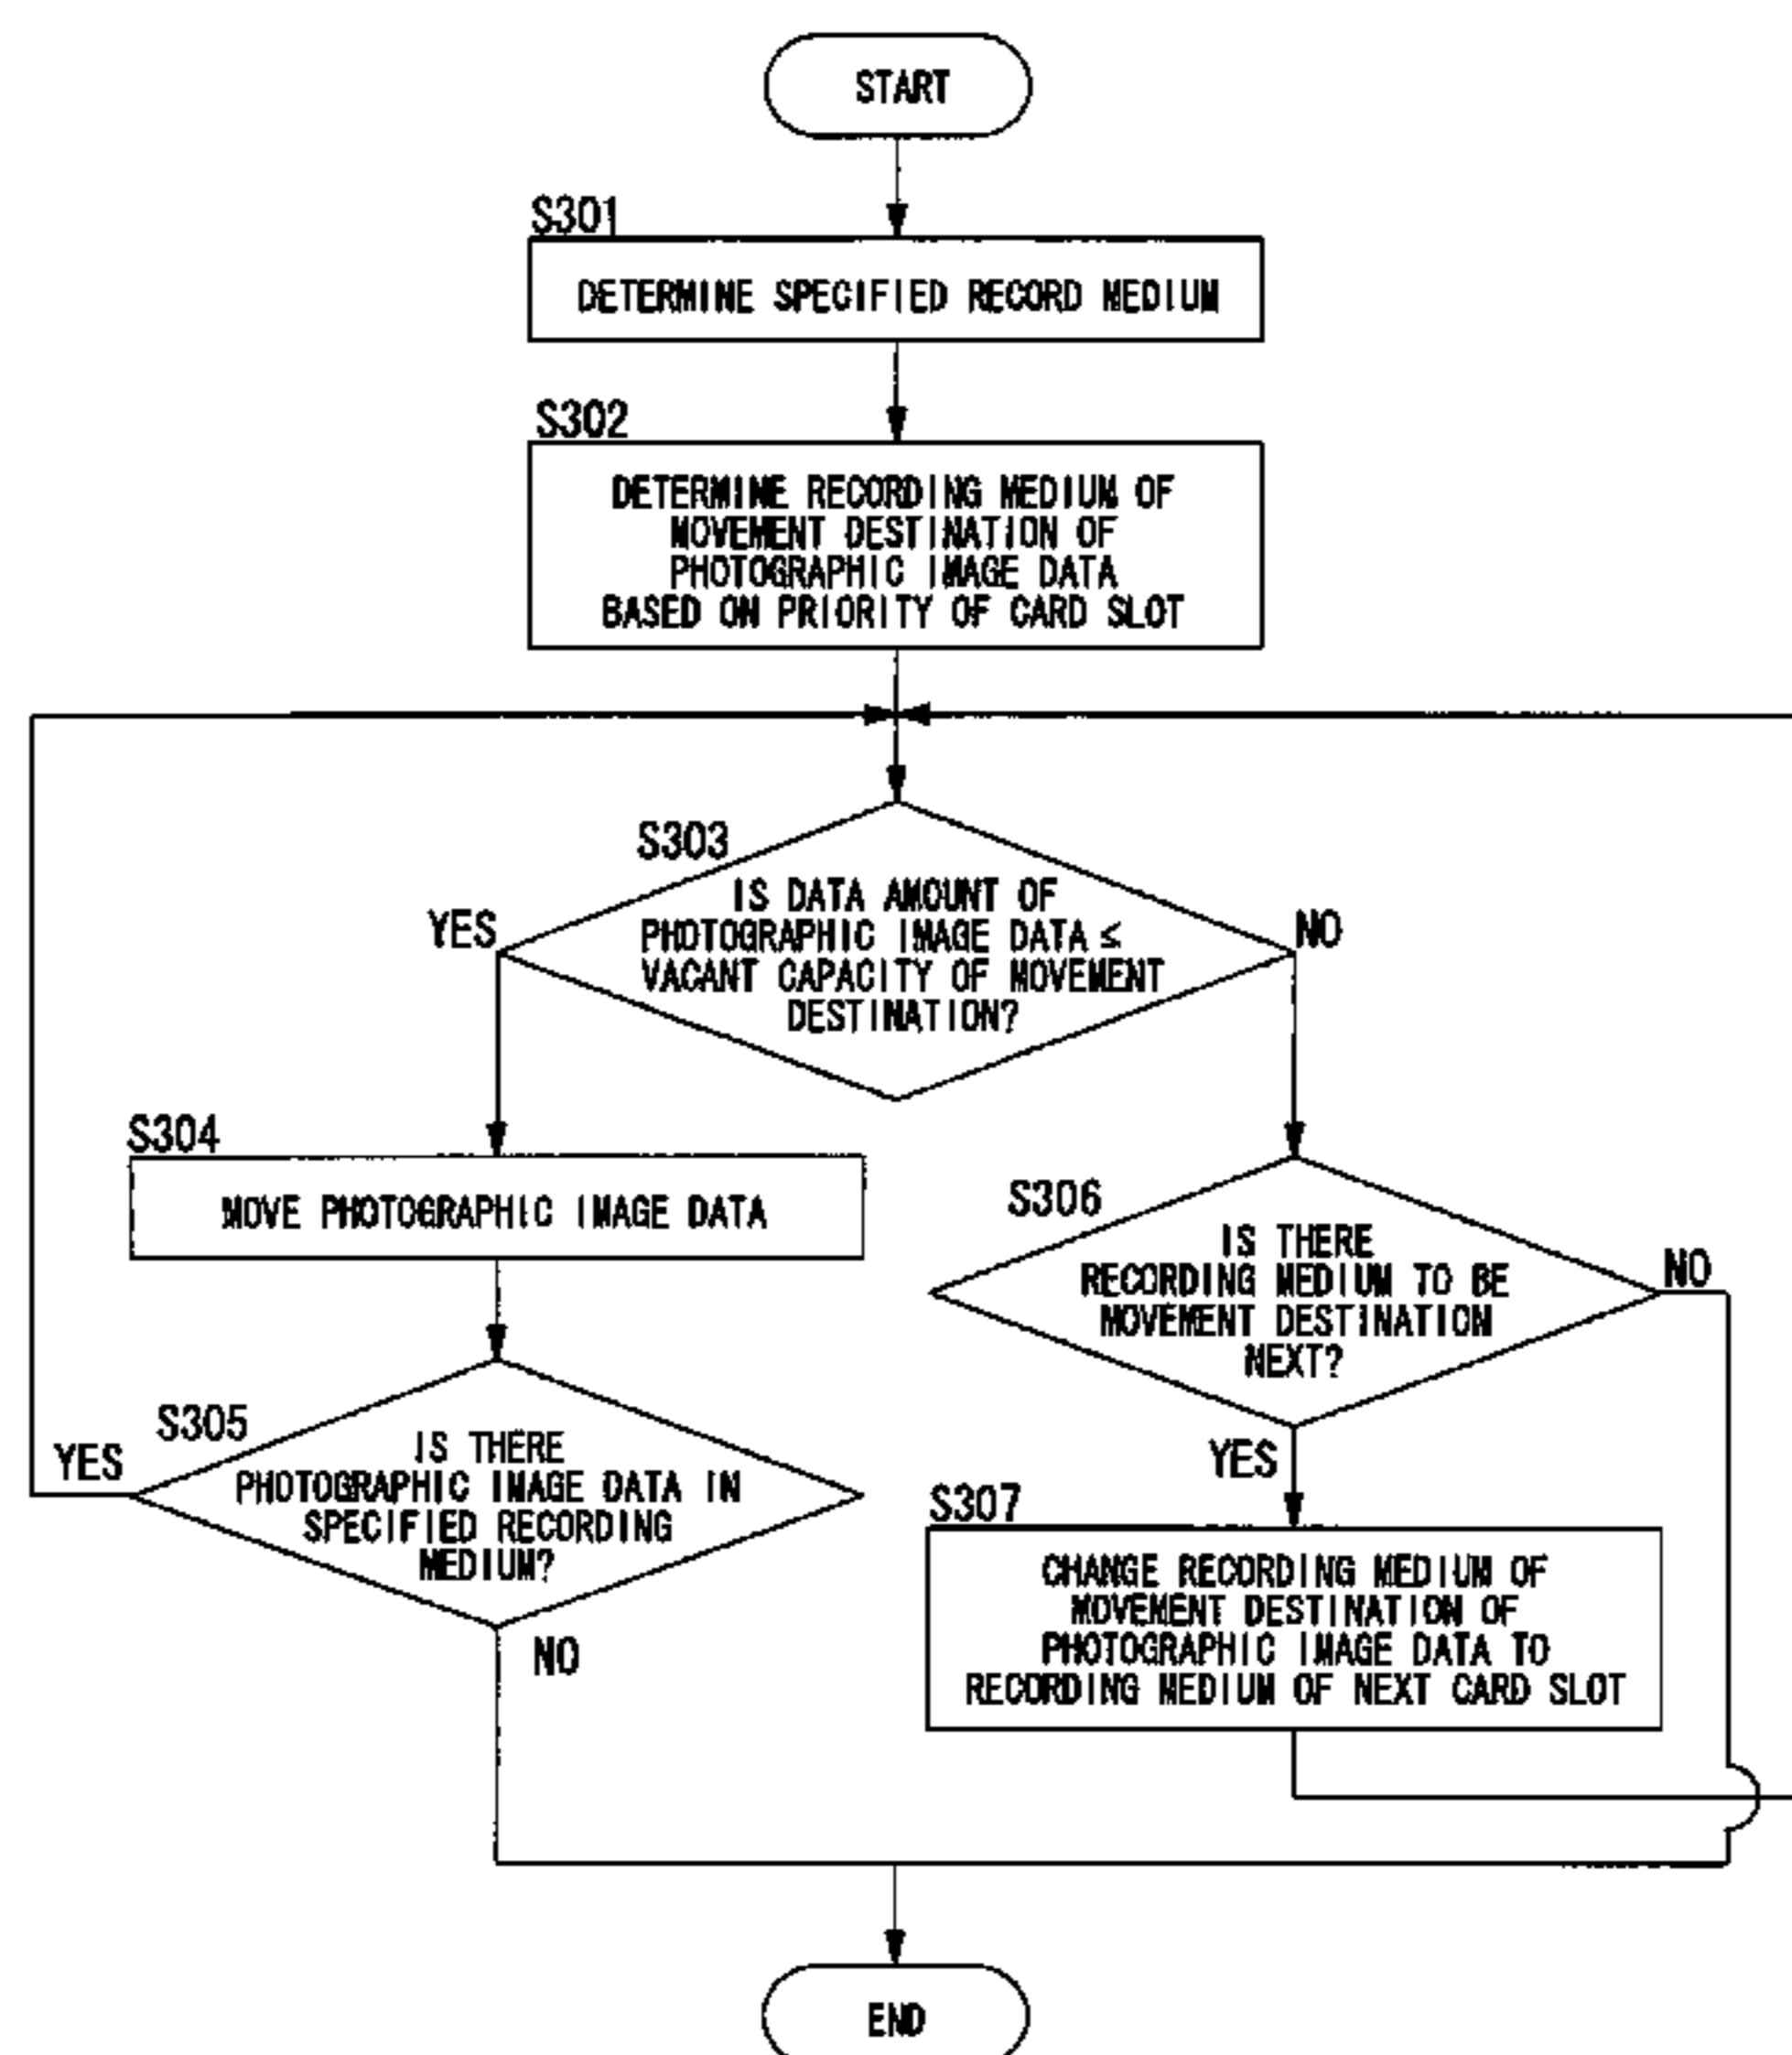 START
S301
DETERMINE SPECIFIED RECORD MEDIUM
S302
DETERMINE RECORDING MEDIUM OF
MOVEMENT DESTINATION OF
PHOTOGRAPHIC IMAGE DATA
BASED ON PRIORITY OF CARD SLOT
S303
IS DATA AMOUNT OF
PHOTOGRAPHIC IMAGE DATA ≤
VACANT CAPACITY OF MOVEMENT
DESTINATION?
YES
NO
S304
MOVE PHOTOGRAPHIC IMAGE DATA
S305
IS THERE
PHOTOGRAPHIC IMAGE DATA IN
SPECIFIED RECORDING
MEDIUM?
YES
NO
S306
IS THERE
RECORDING MEDIUM TO BE
MOVEMENT DESTINATION
NEXT?
NO
YES
S307
CHANGE RECORDING MEDIUM OF
MOVEMENT DESTINATION OF
PHOTOGRAPHIC IMAGE DATA TO
RECORDING MEDIUM OF NEXT CARD SLOT
END